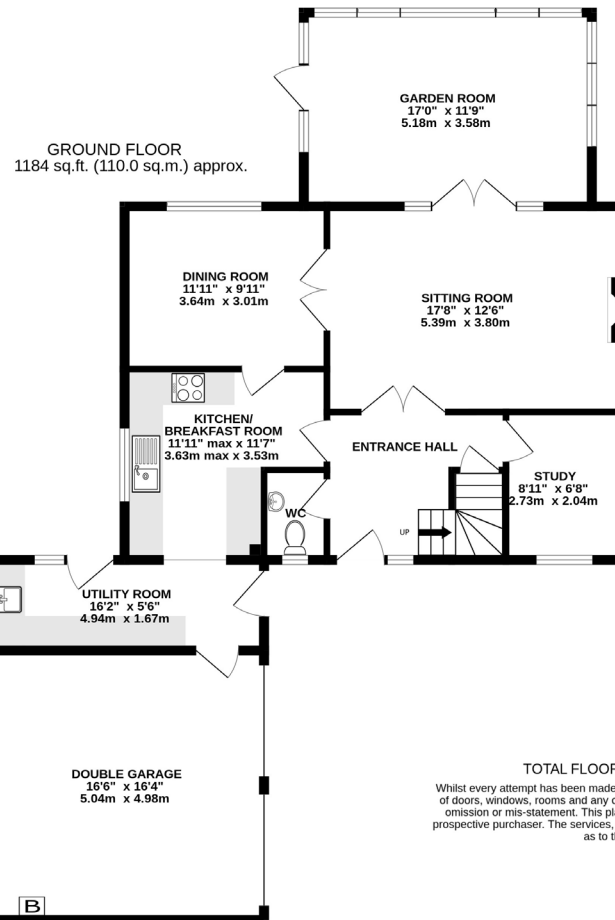 GROUND FLOOR
1184 sq.ft. (110.0 sq.m.) approx.
GARDEN ROOM
17'0" x 11'9"
5.18m x 3.58m
DINING ROOM
11'11" x 9'11"
3.64m x 3.01m
SITTING ROOM
17'8" x 12'6"
5.39m x 3.80m
KITCHEN/
BREAKFAST ROOM
11'11" max x 11'7"
3.63m max x 3.53m
ENTRANCE HALL
STUDY
8'11" x 6'8"
2.73m x 2.04m
WC
UP
UTILITY ROOM
16'2" x 5'6"
4.94m x 1.67m
DOUBLE GARAGE
16'6" x 16'4"
5.04m x 4.98m
B
TOTAL FLOOR
Whilst every attempt has been made
of doors, windows, rooms and any
omission or mis-statement. This
prospective purchaser. The services,
as to